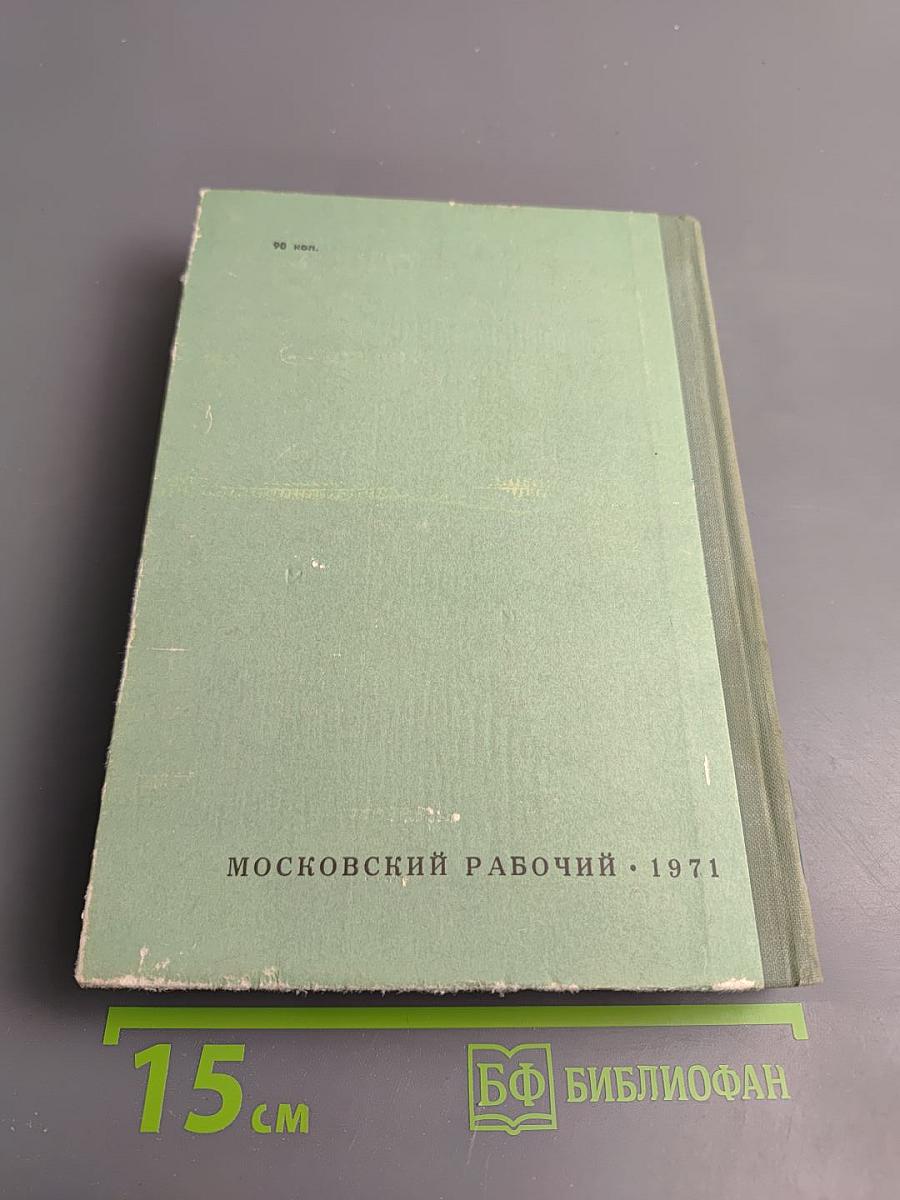 90 коп.
МОСКОВСКИЙ РАБОЧИЙ • 1971
15 см
БФ БИБЛИОФАН